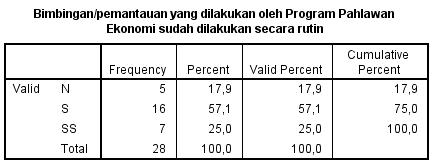 Bimbingan/pemantauan yang dilakukan oleh Program Pahlawan
Ekonomi sudah dilakukan secara rutin
Frequency Percent Valid Percent Cumulative Percent
Valid N 5 17,9 17,9 17,9
S 16 57,1 57,1 75,0
SS 7 25,0 25,0 100,0
Total 28 100,0 100,0